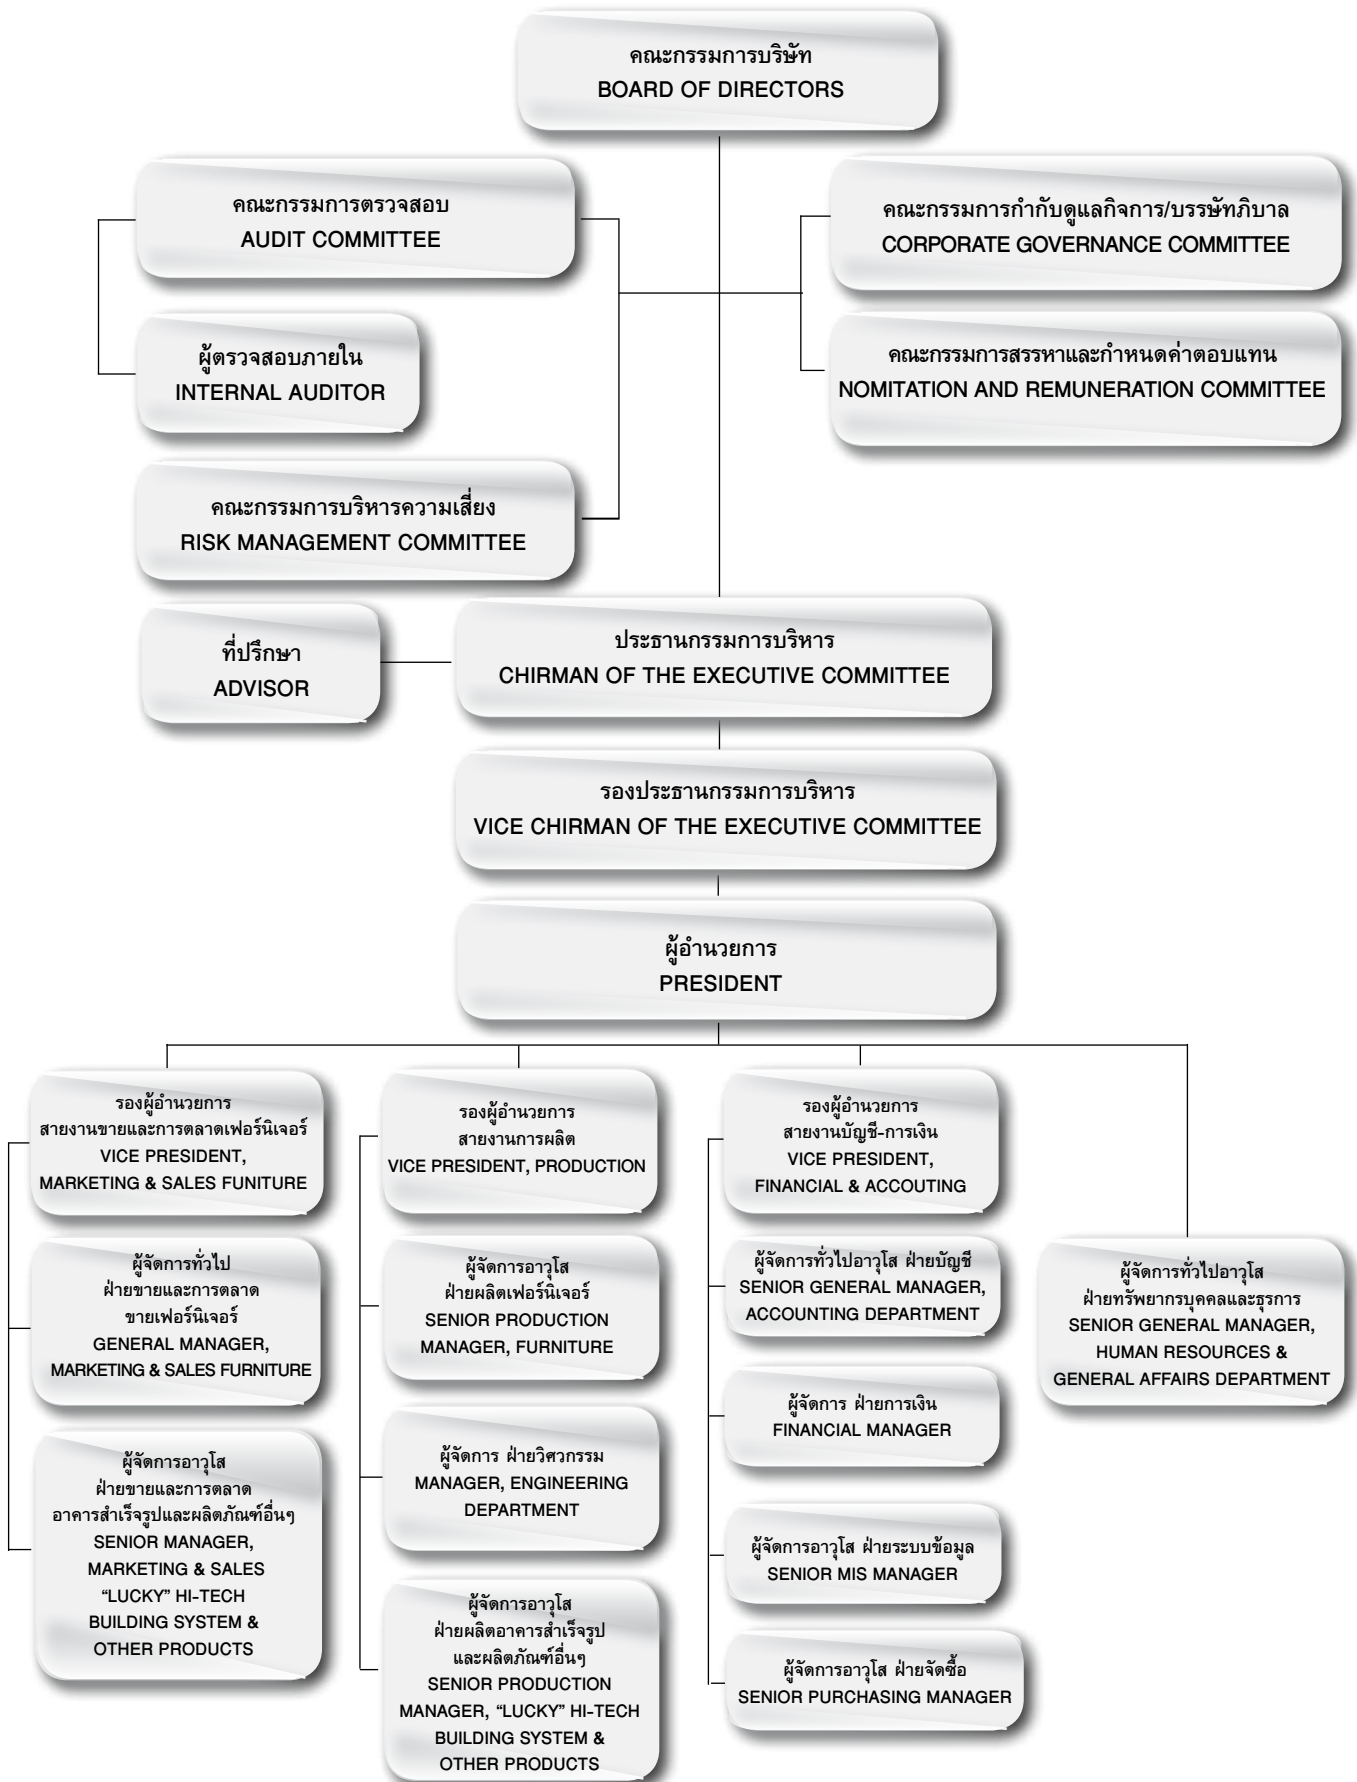 คณะกรรมการบริษัท
BOARD OF DIRECTORS
คณะกรรมการตรวจสอบ
AUDIT COMMITTEE
คณะกรรมการกำกับดูแลกิจการ/บรรษัทภิบาล
CORPORATE GOVERNANCE COMMITTEE
ผู้ตรวจสอบภายใน
INTERNAL AUDITOR
คณะกรรมการสรรหาและกำหนดค่าตอบแทน
NOMITATION AND REMUNERATION COMMITTEE
คณะกรรมการบริหารความเสี่ยง
RISK MANAGEMENT COMMITTEE
ที่ปรึกษา
ADVISOR
ประธานกรรมการบริหาร
CHIRMAN OF THE EXECUTIVE COMMITTEE
รองประธานกรรมการบริหาร
VICE CHIRMAN OF THE EXECUTIVE COMMITTEE
ผู้อำนวยการ
PRESIDENT
รองผู้อำนวยการ
สายงานขายและการตลาดเฟอร์นิเจอร์
VICE PRESIDENT,
MARKETING & SALES FUNITURE
ผู้จัดการทั่วไป
ฝ่ายขายและการตลาด
ขายเฟอร์นิเจอร์
GENERAL MANAGER,
MARKETING & SALES FURNITURE
ผู้จัดการอาวุโส
ฝ่ายขายและการตลาด
อาคารสำเร็จรูปและผลิตภัณฑ์อื่นๆ
SENIOR MANAGER,
MARKETING & SALES
“LUCKY” HI-TECH
BUILDING SYSTEM &
OTHER PRODUCTS
รองผู้อำนวยการ
สายงานการผลิต
VICE PRESIDENT, PRODUCTION
ผู้จัดการอาวุโส
ฝ่ายผลิตเฟอร์นิเจอร์
SENIOR PRODUCTION
MANAGER, FURNITURE
ผู้จัดการ ฝ่ายวิศวกรรม
MANAGER, ENGINEERING
DEPARTMENT
ผู้จัดการอาวุโส
ฝ่ายผลิตอาคารสำเร็จรูป
และผลิตภัณฑ์อื่นๆ
SENIOR PRODUCTION
MANAGER, “LUCKY” HI-TECH
BUILDING SYSTEM &
OTHER PRODUCTS
รองผู้อำนวยการ
สายงานบัญชี-การเงิน
VICE PRESIDENT,
FINANCIAL & ACCOUTING
ผู้จัดการทั่วไปอาวุโส ฝ่ายบัญชี
SENIOR GENERAL MANAGER,
ACCOUNTING DEPARTMENT
ผู้จัดการ ฝ่ายการเงิน
FINANCIAL MANAGER
ผู้จัดการอาวุโส ฝ่ายระบบข้อมูล
SENIOR MIS MANAGER
ผู้จัดการอาวุโส ฝ่ายจัดซื้อ
SENIOR PURCHASING MANAGER
ผู้จัดการทั่วไปอาวุโส
ฝ่ายทรัพยากรบุคคลและธุรการ
SENIOR GENERAL MANAGER,
HUMAN RESOURCES &
GENERAL AFFAIRS DEPARTMENT